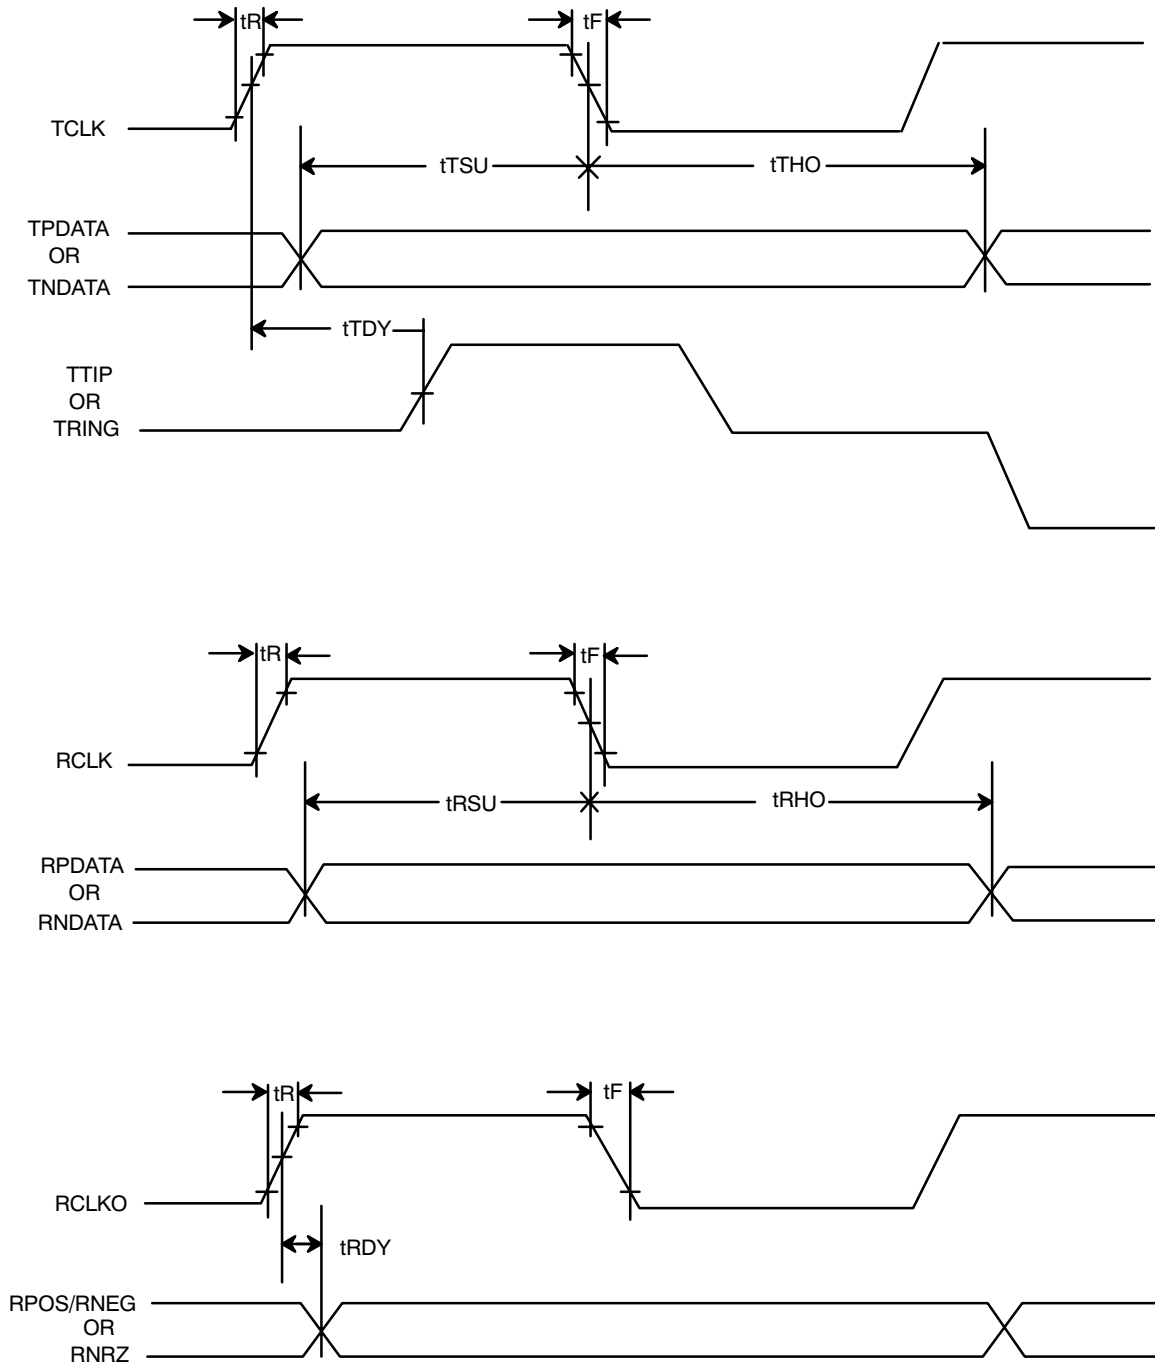 tR
tF
TCLK
tTSU
tTHO
TPDATA
OR
TNDATA
tTDY
TTIP
OR
TRING
tR
tF
RCLK
tRSU
tRHO
RPDATA
OR
RNDATA
tR
tF
RCLKO
tRDY
RPOS/RNEG
OR
RNRZ